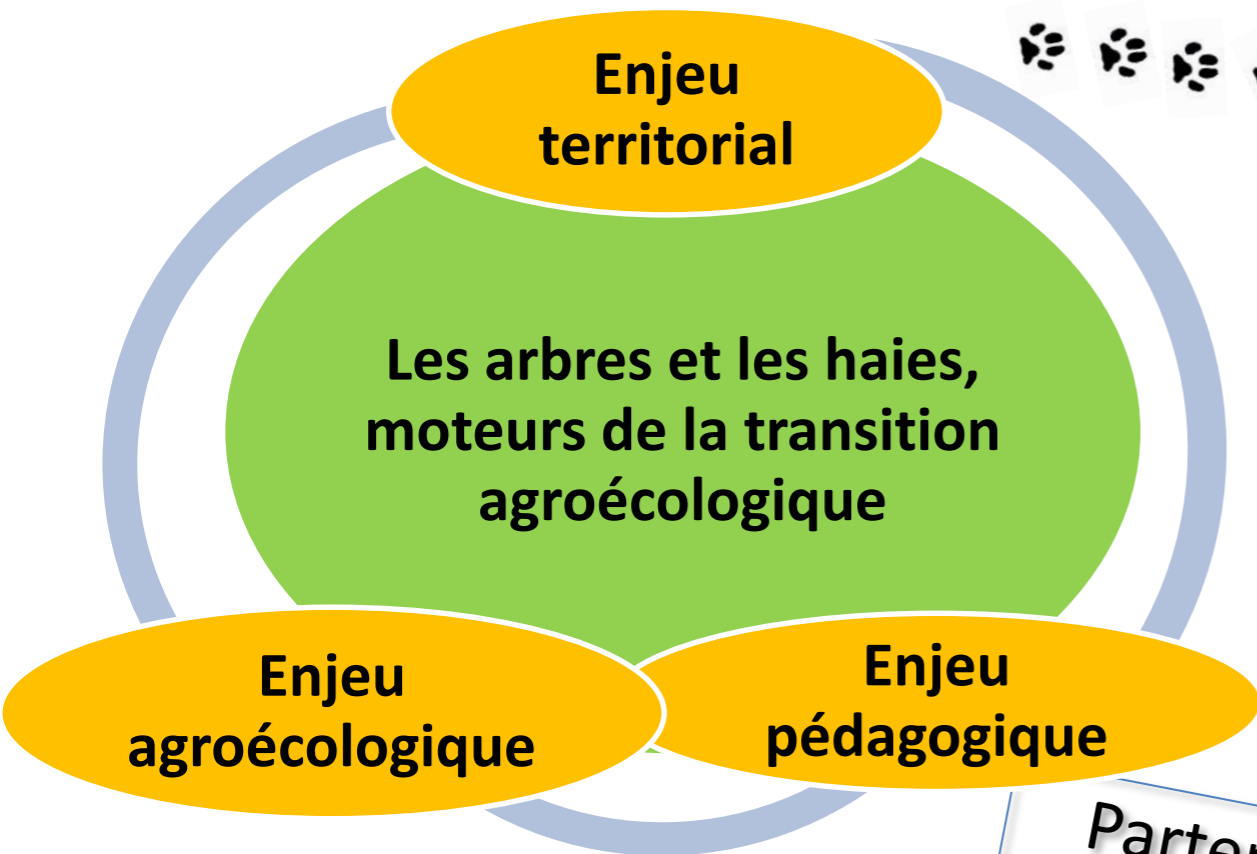 Enjeu
territorial
Les arbres et les haies,
moteurs de la transition
agroécologique
Enjeu
agroécologique
Enjeu
pédagogique